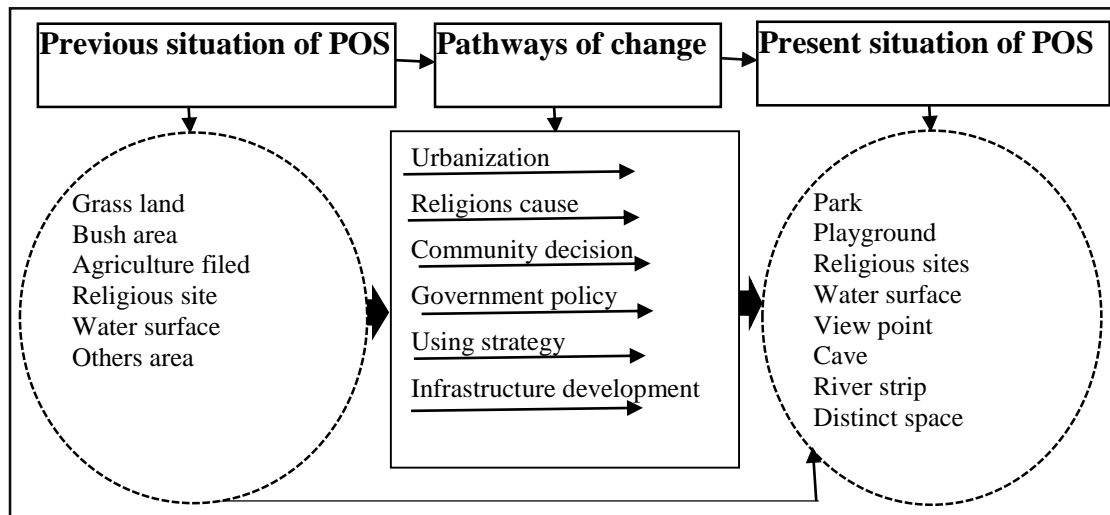 Previous situation of POS
Pathways of change
Present situation of POS
Grass land
Bush area
Agriculture filed
Religious site
Water surface
Others area
Urbanization
Religions cause
Community decision
Government policy
Using strategy
Infrastructure development
Park
Playground
Religious sites
Water surface
View point
Cave
River strip
Distinct space